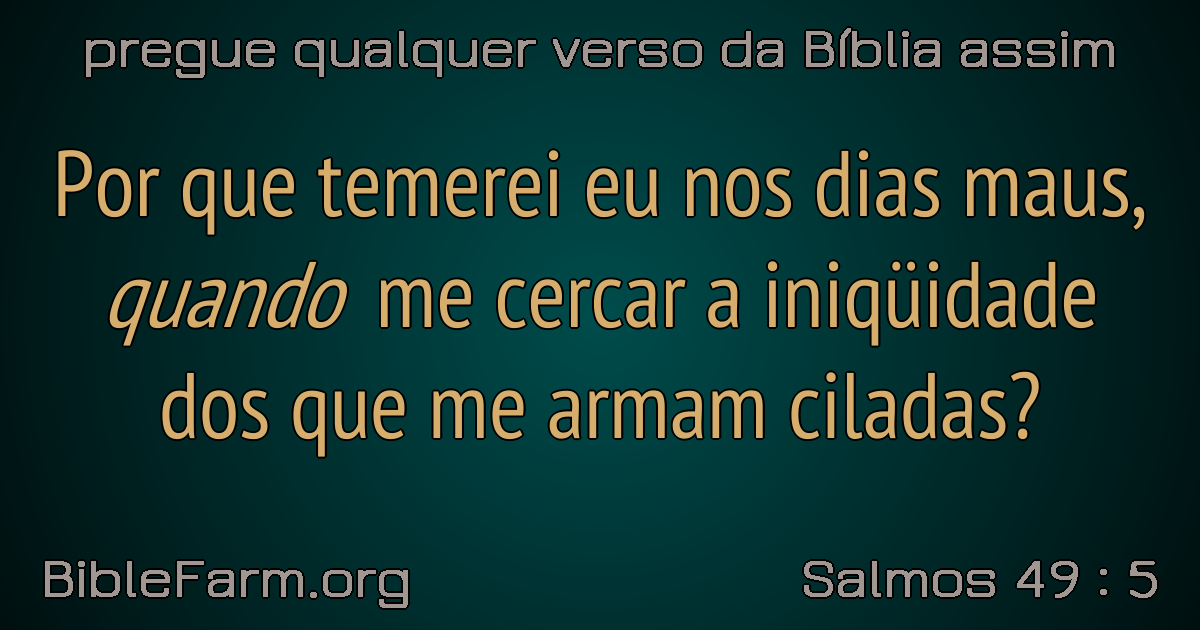 pregue qualquer verso da Bíblia assim
Por que temerei eu nos dias maus,
quando me cercar a iniqüidade
dos que me armam ciladas?
BibleFarm.org
Salmos 49 : 5